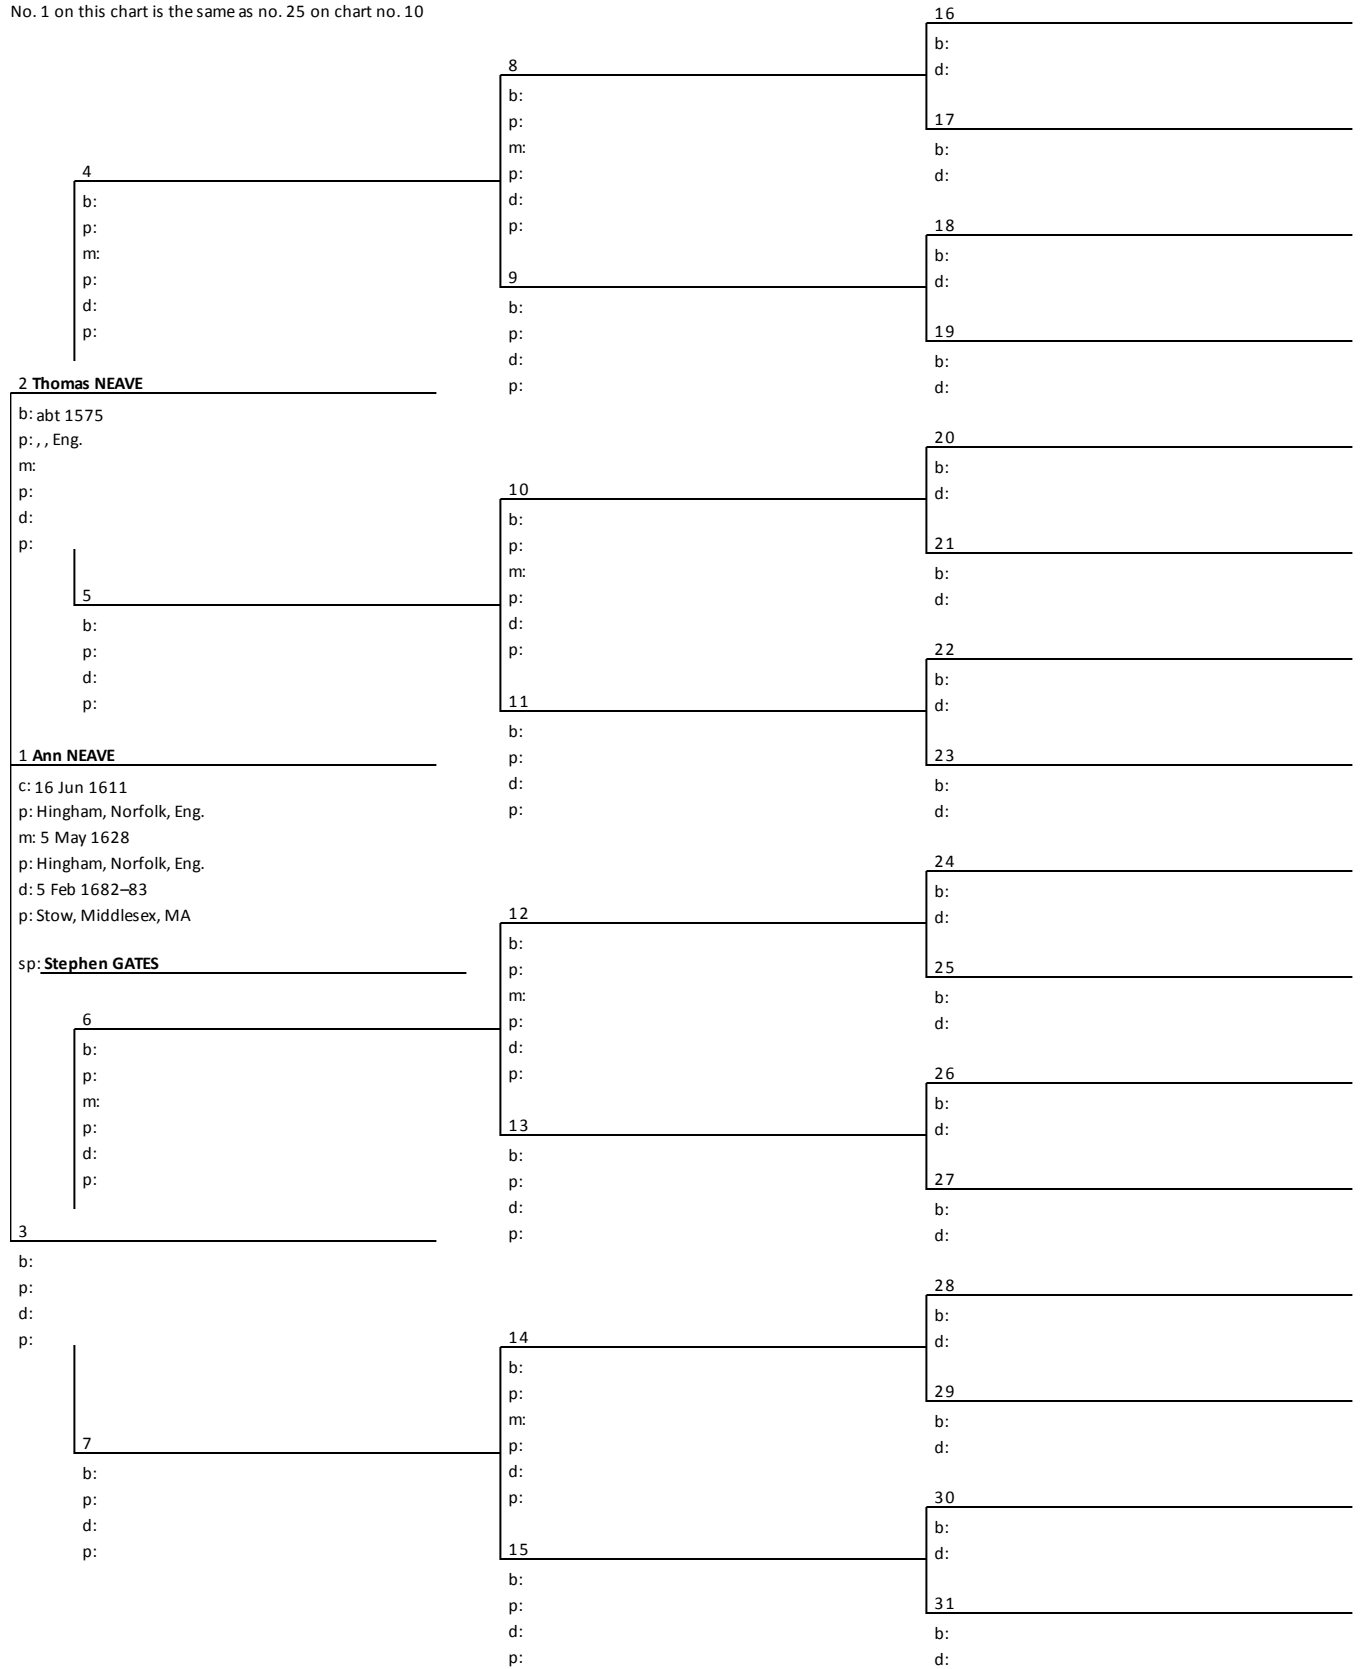 No. 1 on this chart is the same as no. 25 on chart no. 10
2 Thomas NEAVE
b: abt 1575
p: , , Eng.
m:
p:
d:
p:
1 Ann NEAVE
c: 16 Jun 1611
p: Hingham, Norfolk, Eng.
m: 5 May 1628
p: Hingham, Norfolk, Eng.
d: 5 Feb 1682–83
p: Stow, Middlesex, MA
sp: Stephen GATES
3
b:
p:
d:
p:
4
b:
p:
m:
p:
d:
p:
5
b:
p:
d:
p:
6
b:
p:
m:
p:
d:
p:
7
b:
p:
d:
p:
8
b:
p:
m:
p:
d:
p:
9
b:
p:
d:
p:
10
b:
p:
m:
p:
d:
p:
11
b:
p:
d:
p:
12
b:
p:
m:
p:
d:
p:
13
b:
p:
d:
p:
14
b:
p:
m:
p:
d:
p:
15
b:
p:
d:
p:
16
b:
d:
17
b:
d:
18
b:
d:
19
b:
d:
20
b:
d:
21
b:
d:
22
b:
d:
23
b:
d:
24
b:
d:
25
b:
d:
26
b:
d:
27
b:
d:
28
b:
d:
29
b:
d:
30
b:
d:
31
b:
d: